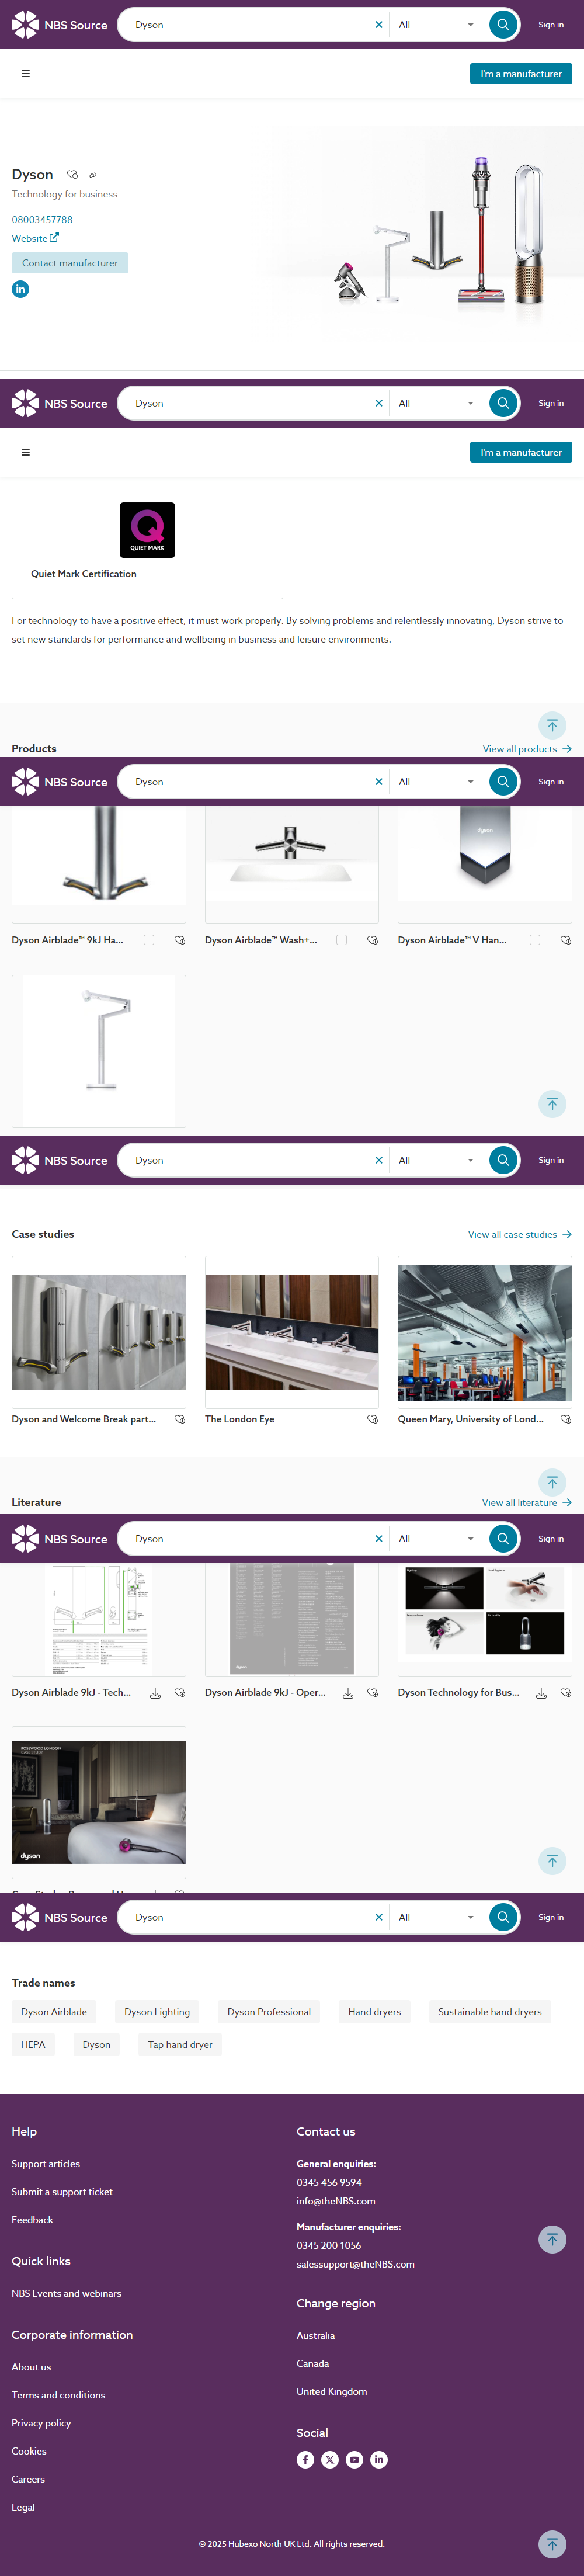 NBS Source
Dyson
All
Sign in
I'm a manufacturer
Dyson
Technology for business
08003457788
Website
Contact manufacturer
NBS Source
Dyson
All
Sign in
I'm a manufacturer
QUIET MARK
Quiet Mark Certification
For technology to have a positive effect, it must work properly. By solving problems and relentlessly innovating, Dyson strive to
set new standards for performance and wellbeing in business and leisure environments.
Products
View all products
NBS Source
Dyson
All
Sign in
dyson
Dyson Airblade™ 9kJ Ha...
Dyson Airblade™ Wash+...
Dyson Airblade™ V Han...
NBS Source
Dyson
All
Sign in
Case studies
View all case studies
Dyson and Welcome Break part...
The London Eye
Queen Mary, University of Lond...
Literature
View all literature
NBS Source
Dyson
All
Sign in
Dyson Airblade 9kJ - Tech...
Dyson Airblade 9kJ - Oper...
Dyson Technology for Bus...
ROSEWOOD LONDON
CASE STUDY
dyson
NBS Source
Dyson
All
Sign in
Trade names
Dyson Airblade
Dyson Lighting
Dyson Professional
Hand dryers
Sustainable hand dryers
HEPA
Dyson
Tap hand dryer
Help
Support articles
Submit a support ticket
Feedback
Quick links
NBS Events and webinars
Corporate information
About us
Terms and conditions
Privacy policy
Cookies
Careers
Legal
Contact us
General enquiries:
0345 456 9594
info@theNBS.com
Manufacturer enquiries:
0345 200 1056
salessupport@theNBS.com
Change region
Australia
Canada
United Kingdom
Social
© 2025 Hubexo North UK Ltd. All rights reserved.